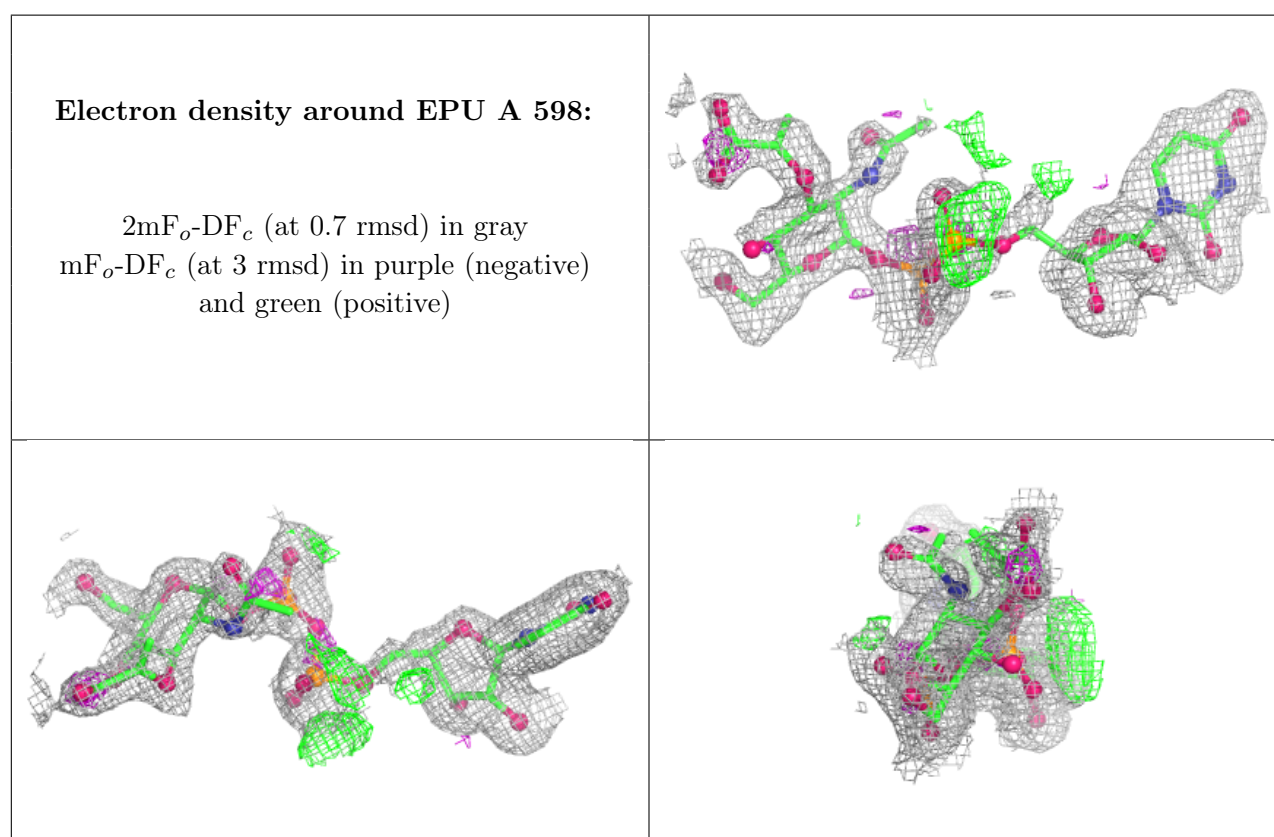 Electron density around EPU A 598:
2mFo-DFc (at 0.7 rmsd) in gray
mFo-DFc (at 3 rmsd) in purple (negative)
and green (positive)